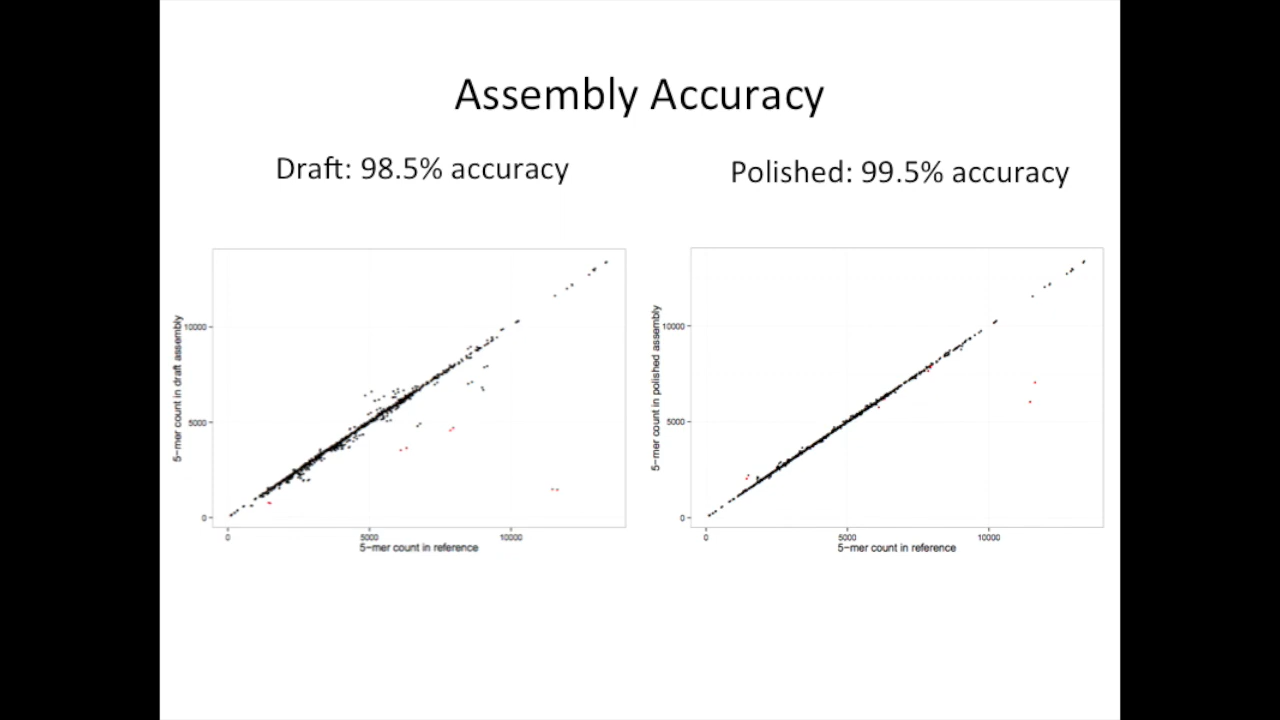 Assembly Accuracy
Draft: 98.5% accuracy
Polished: 99.5% accuracy
5−mer count in draft assembly
10000
5000
0
0
5000
10000
5−mer count in reference
5−mer count in polished assembly
10000
5000
0
0
5000
10000
5−mer count in reference